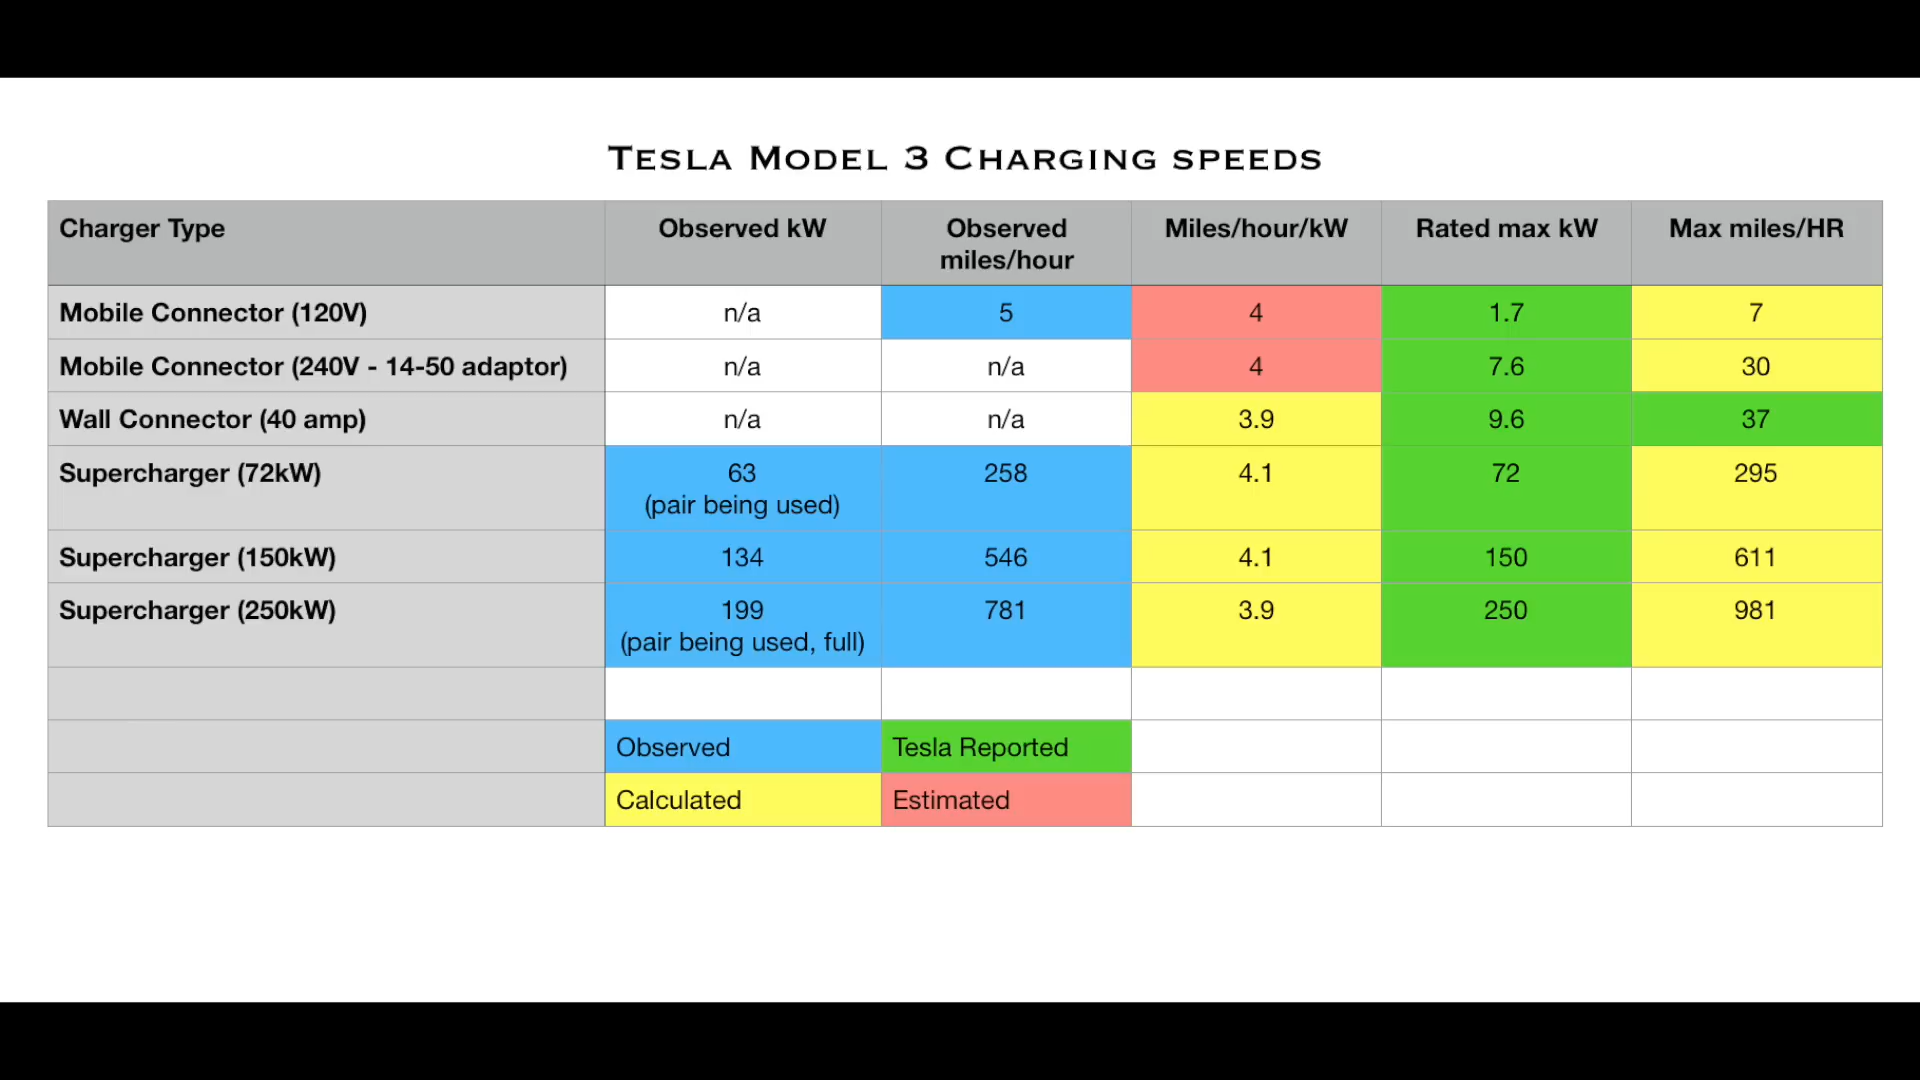 Tesla Model 3 Charging speeds
Charger Type Observed kW Observed miles/hour Miles/hour/kW Rated max kW Max miles/HR
Mobile Connector (120V) n/a 5 4 1.7 7
Mobile Connector (240V - 14-50 adaptor) n/a n/a 4 7.6 30
Wall Connector (40 amp) n/a n/a 3.9 9.6 37
Supercharger (72kW) 63 (pair being used) 258 4.1 72 295
Supercharger (150kW) 134 546 4.1 150 611
Supercharger (250kW) 199 (pair being used, full) 781 3.9 250 981
Observed Tesla Reported
Calculated Estimated